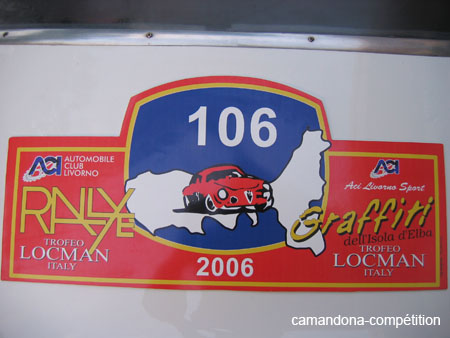 106
ACI AUTOMOBILE
CLUB
LIVORNO
RALLYE
TROFEO
LOCMAN
ITALY
2006
ACI
Aci Livorno Sport
Graffiti
dell'Isola d'Elba
TROFEO
LOCMAN
ITALY
camandona-compétition